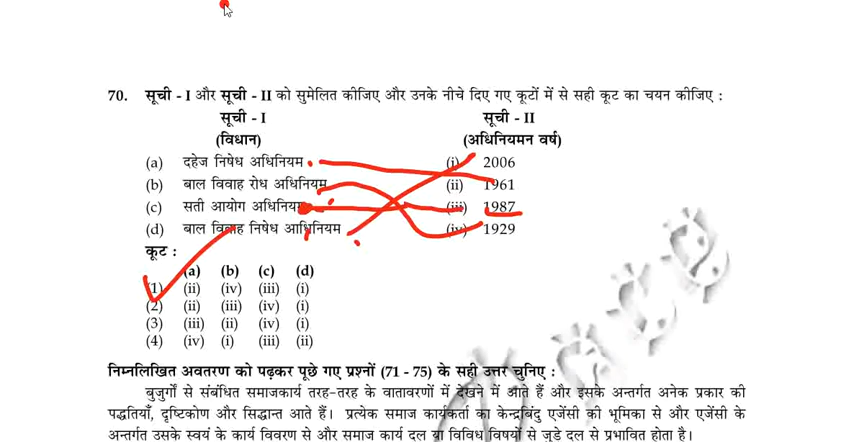 70. सूची - I और सूची - II को सुमेलित कीजिए और उनके नीचे दिए गए कूटों में से सही कूट का चयन कीजिए :
सूची - I सूची - II
(विधान) (अधिनियमन वर्ष)
(a) दहेज निषेध अधिनियम (i) 2006
(b) बाल विवाह रोध अधिनियम (ii) 1961
(c) सती आयोग अधिनियम (iii) 1987
(d) बाल विवाह निषेध अधिनियम (iv) 1929
कूट :
(a) (b) (c) (d)
(1) (ii) (iv) (iii) (i)
(2) (ii) (iii) (iv) (i)
(3) (iii) (ii) (iv) (i)
(4) (iv) (i) (iii) (ii)
निम्नलिखित अवतरण को पढ़कर पूछे गए प्रश्नों (71 - 75) के सही उत्तर चुनिए :
बुजुर्गों से संबंधित समाजकार्य तरह-तरह के वातावरणों में देखने में आते हैं और इसके अन्तर्गत अनेक प्रकार की
पद्धतियाँ, दृष्टिकोण और सिद्धान्त आते हैं। प्रत्येक समाज कार्यकर्ता का केन्द्रबिंदु एजेंसी की भूमिका से और एजेंसी के
अन्तर्गत उसके स्वयं के कार्य विवरण से और समाज कार्य दल या विविध विषयों से जुड़े दल से प्रभावित होता है।